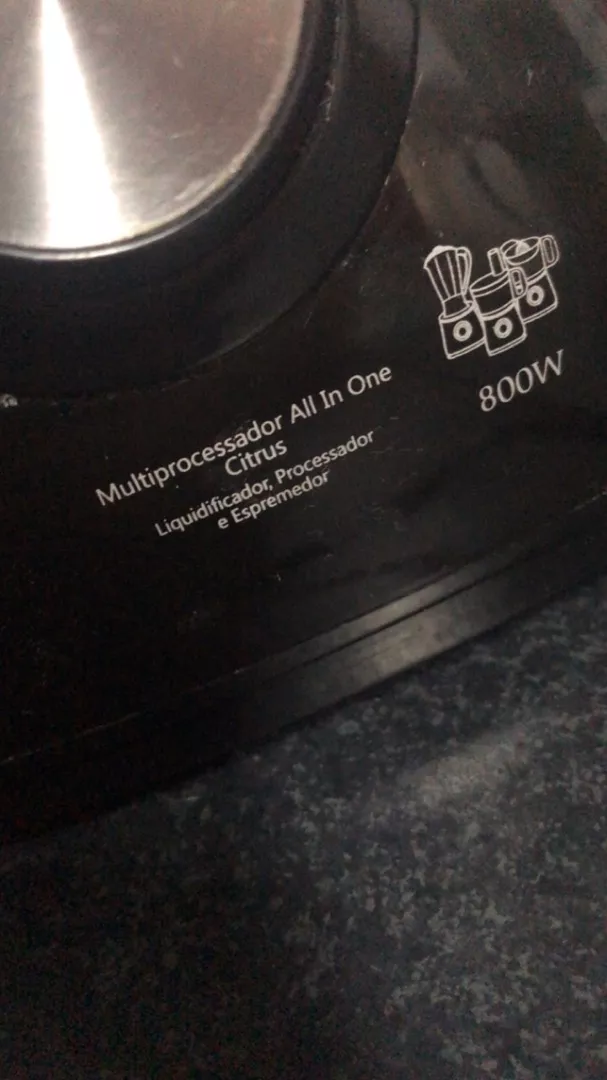 800W
Multiprocessador All In One
Citrus
Liquidificador, Processador
e Espremedor